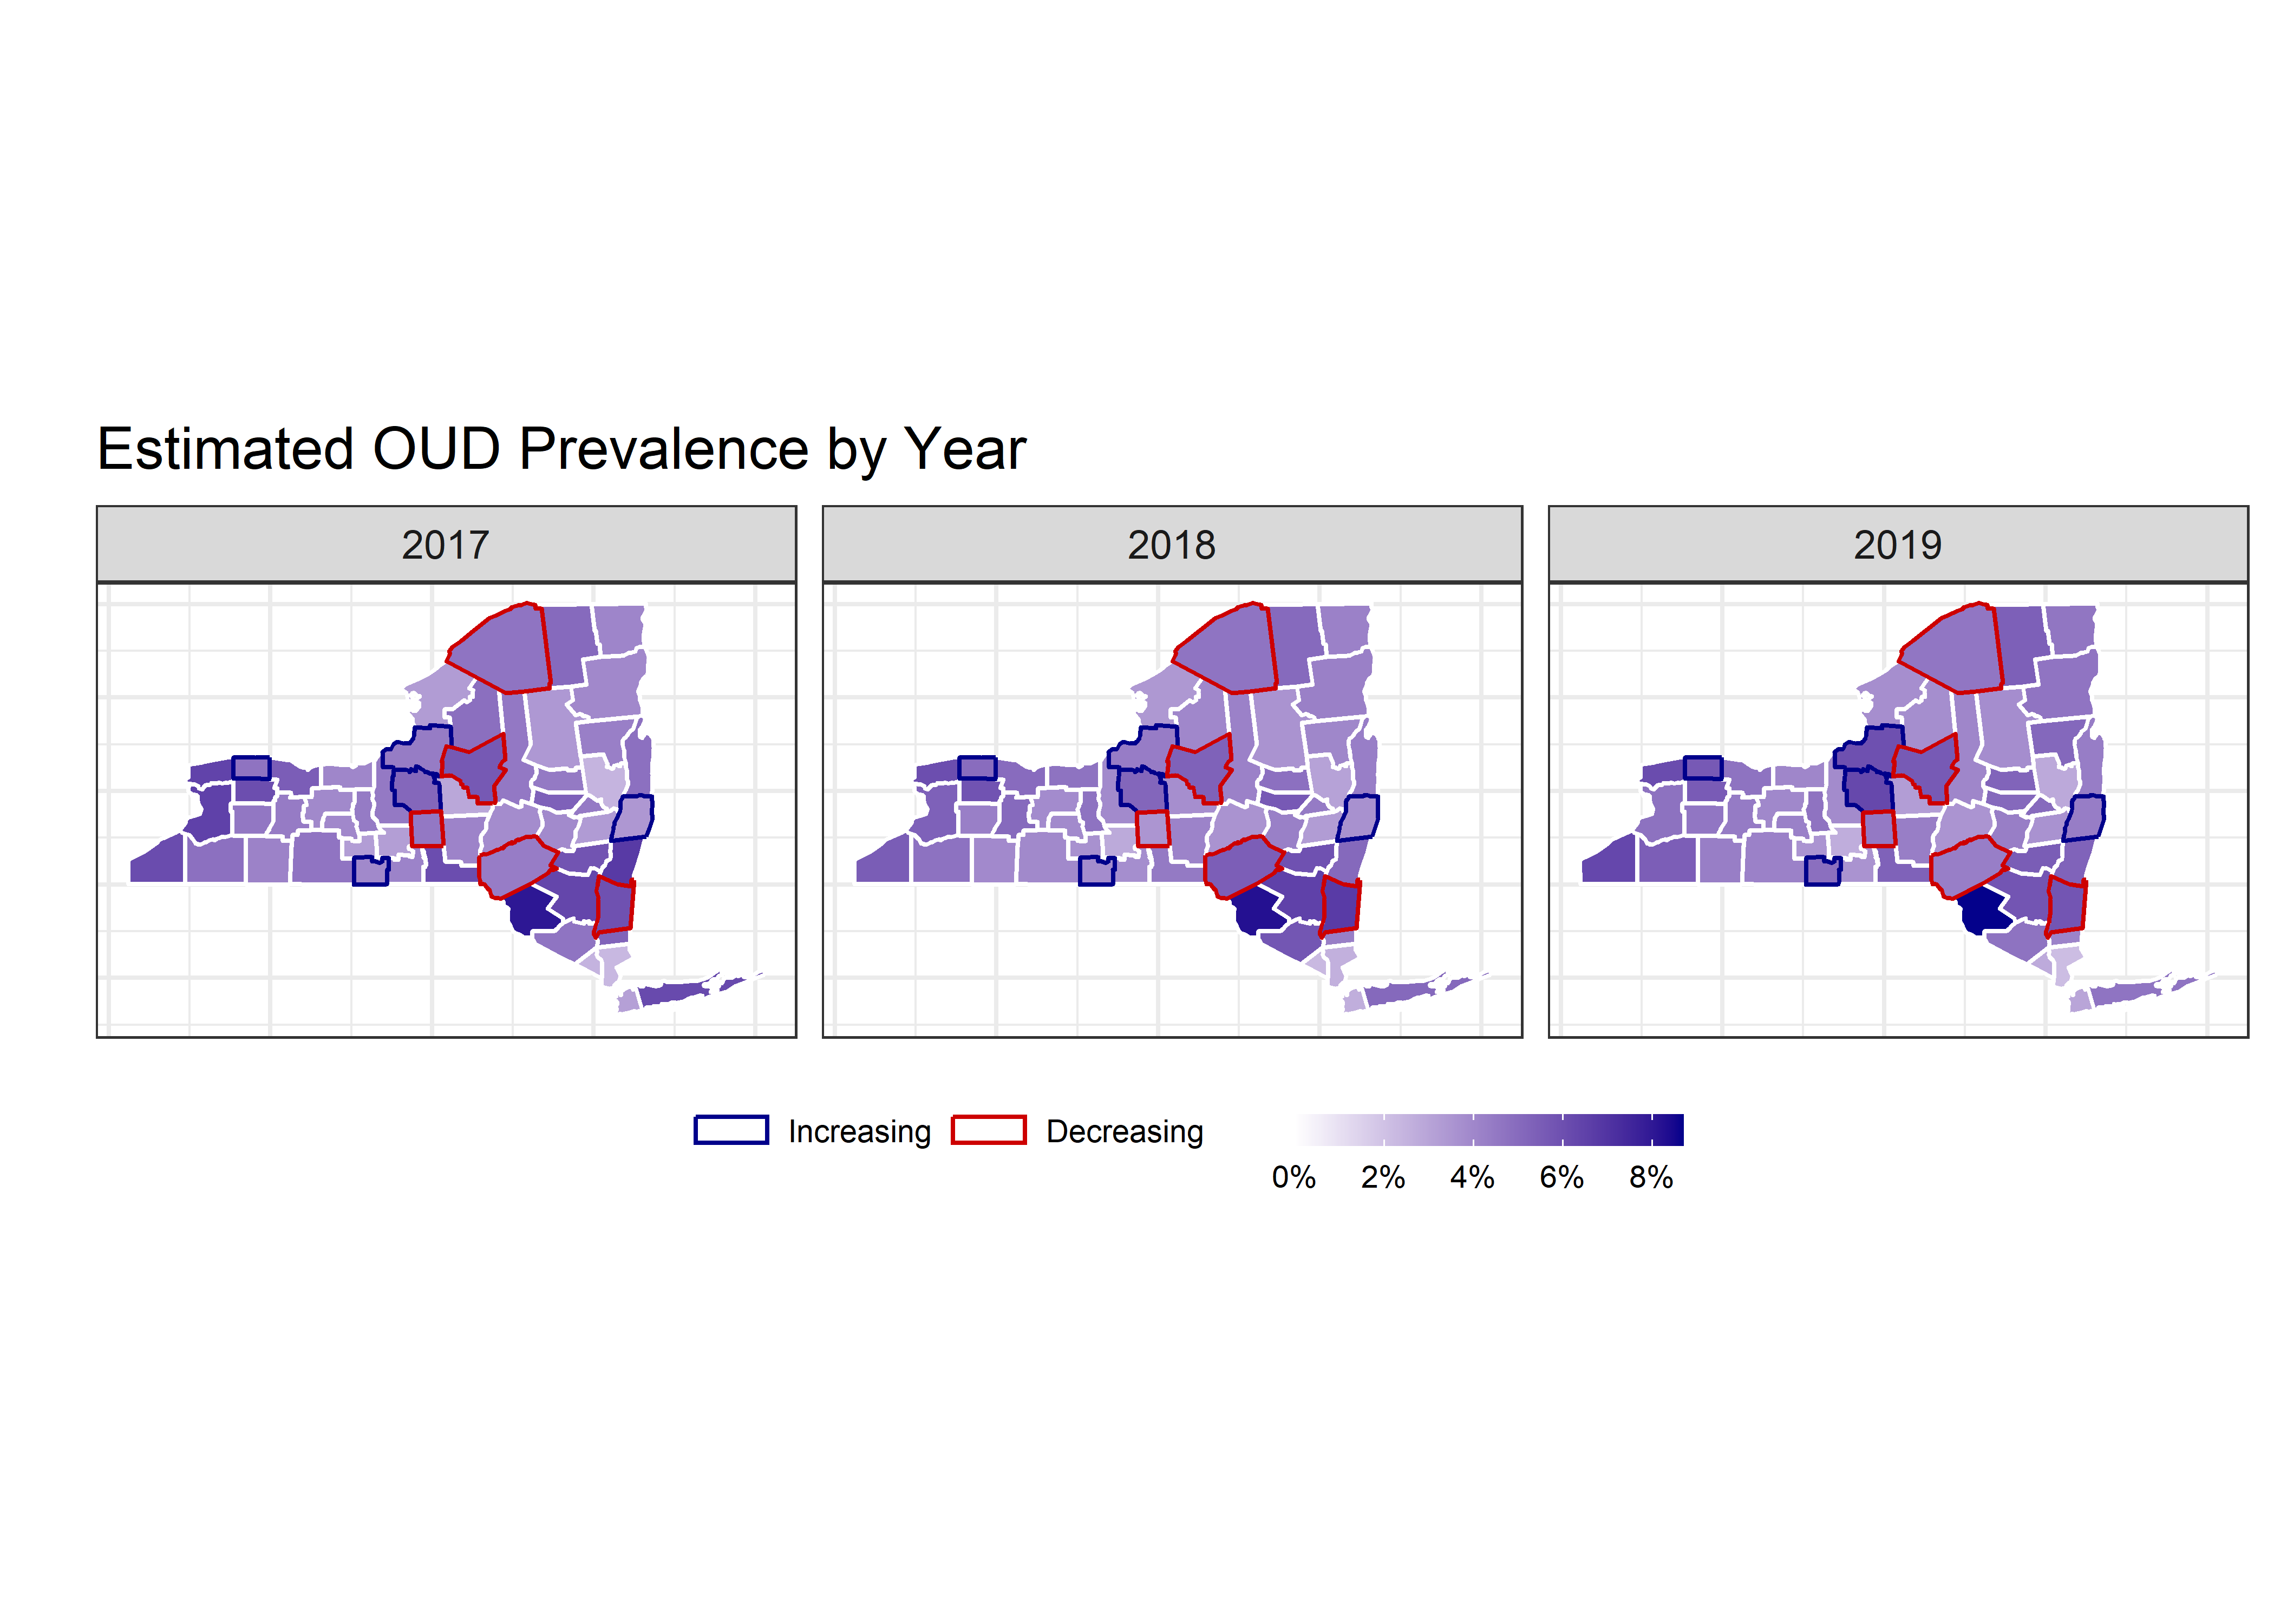 Estimated OUD Prevalence by Year
2017 2018 2019
Increasing Decreasing
0% 2% 4% 6% 8%